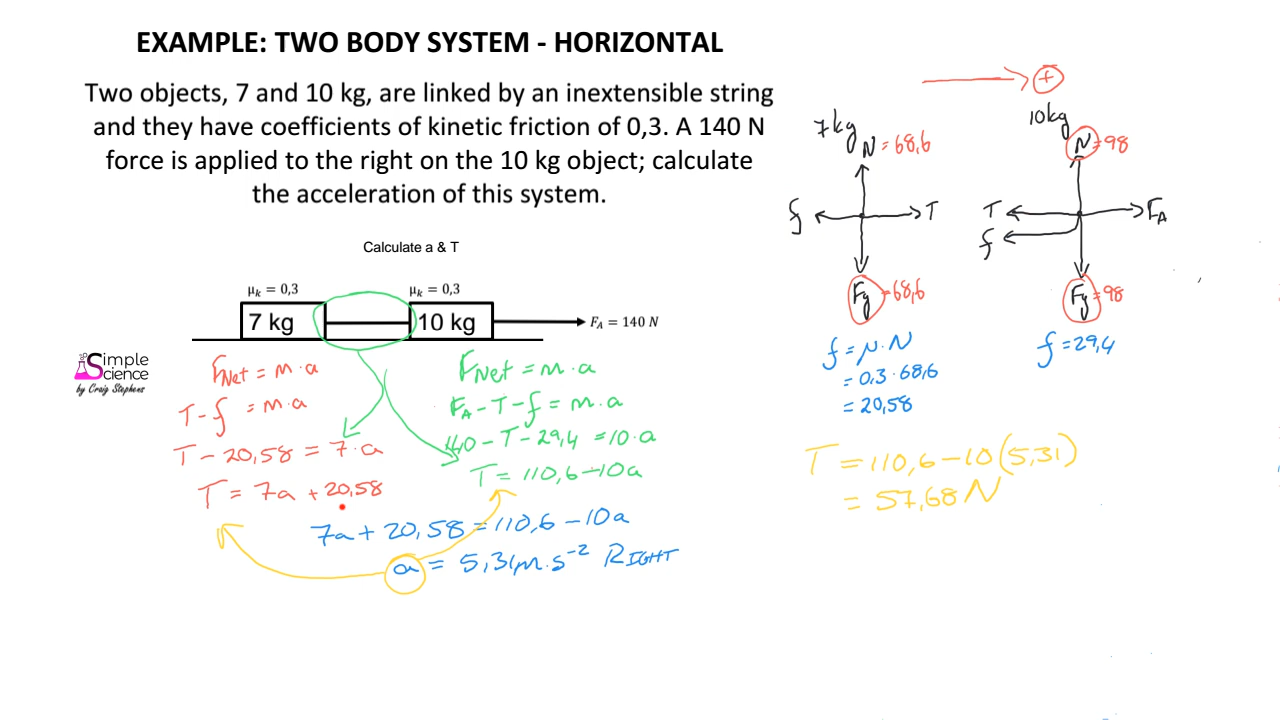 EXAMPLE: TWO BODY SYSTEM - HORIZONTAL
Two objects, 7 and 10 kg, are linked by an inextensible string
and they have coefficients of kinetic friction of 0,3. A 140 N
force is applied to the right on the 10 kg object; calculate
the acceleration of this system.
Calculate a & T
μk = 0,3
μk = 0,3
7 kg
10 kg
FA = 140 N
Simple
Science
by Craig Stephens
FNet = m·a
T-f = m·a
T-20,58 = 7·a
T = 7a + 20,58
FNet = m·a
FA-T-f = m·a
140-T-29,4 = 10·a
T = 110,6-10a
7a + 20,58 = 110,6-10a
a = 5,31m·s-2 RIGHT
+
7kg
N = 68,6
f
T
Fg = 68,6
f = μ·N
= 0,3·68,6
= 20,58
10kg
N = 98
T
FA
f
Fg = 98
f = 29,4
T = 110,6-10(5,31)
= 57,68 N